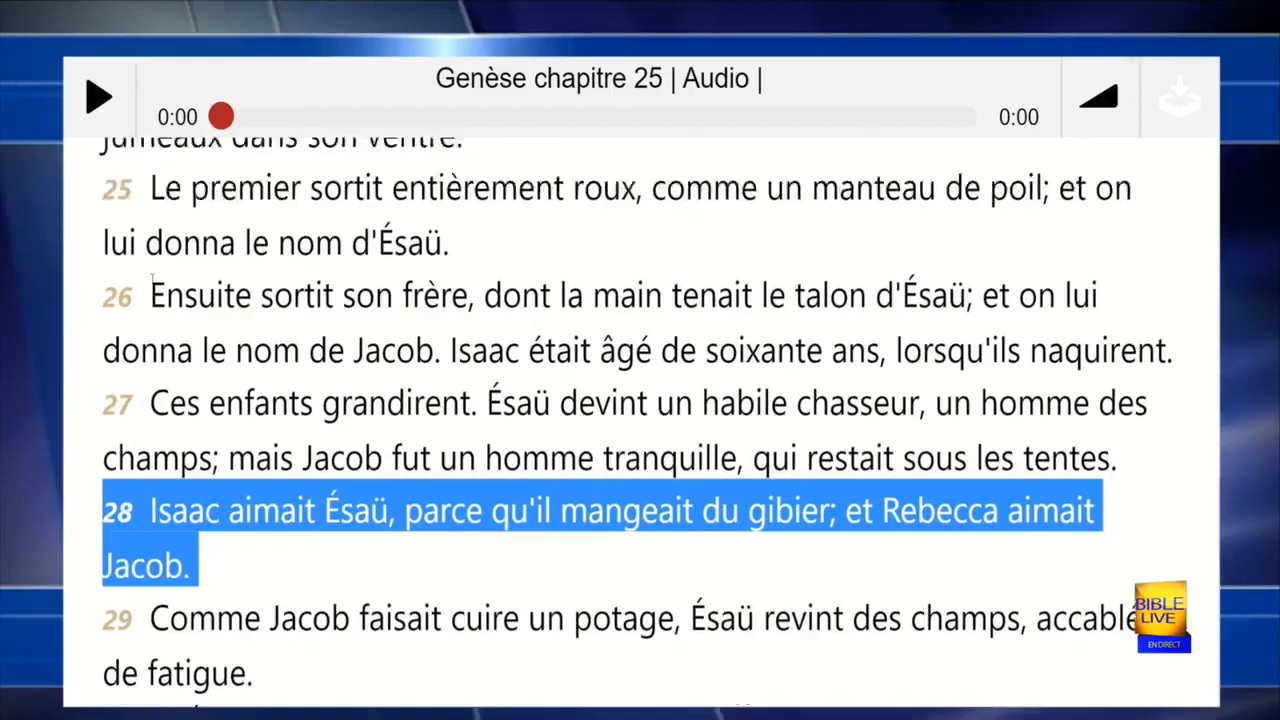 Genèse chapitre 25 | Audio |
0:00
0:00
jumeaux dans son ventre.
25 Le premier sortit entièrement roux, comme un manteau de poil; et on
lui donna le nom d'Ésaü.
26 Ensuite sortit son frère, dont la main tenait le talon d'Ésaü; et on lui
donna le nom de Jacob. Isaac était âgé de soixante ans, lorsqu'ils naquirent.
27 Ces enfants grandirent. Ésaü devint un habile chasseur, un homme des
champs; mais Jacob fut un homme tranquille, qui restait sous les tentes.
28 Isaac aimait Ésaü, parce qu'il mangeait du gibier; et Rebecca aimait
Jacob.
29 Comme Jacob faisait cuire un potage, Ésaü revint des champs, accablé
de fatigue.
BIBLE
LIVE
EN DIRECT